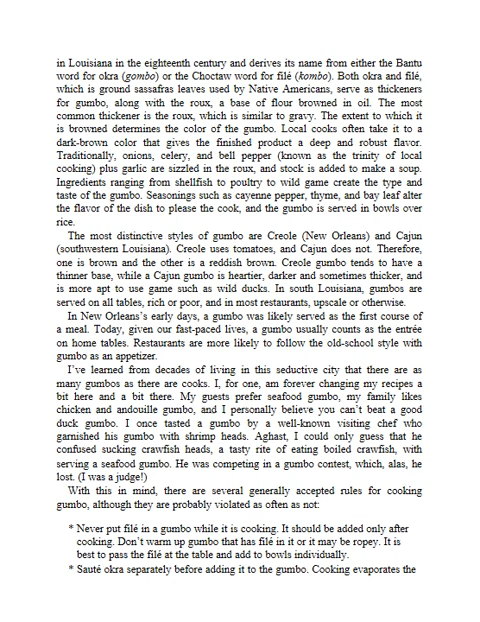 in Louisiana in the eighteenth century and derives its name from either the Bantu
word for okra (gombo) or the Choctaw word for filé (kombo). Both okra and filé,
which is ground sassafras leaves used by Native Americans, serve as thickeners
for gumbo, along with the roux, a base of flour browned in oil. The most
common thickener is the roux, which is similar to gravy. The extent to which it
is browned determines the color of the gumbo. Local cooks often take it to a
dark-brown color that gives the finished product a deep and robust flavor.
Traditionally, onions, celery, and bell pepper (known as the trinity of local
cooking) plus garlic are sizzled in the roux, and stock is added to make a soup.
Ingredients ranging from shellfish to poultry to wild game create the type and
taste of the gumbo. Seasonings such as cayenne pepper, thyme, and bay leaf alter
the flavor of the dish to please the cook, and the gumbo is served in bowls over
rice.
The most distinctive styles of gumbo are Creole (New Orleans) and Cajun
(southwestern Louisiana). Creole uses tomatoes, and Cajun does not. Therefore,
one is brown and the other is a reddish brown. Creole gumbo tends to have a
thinner base, while a Cajun gumbo is heartier, darker and sometimes thicker, and
is more apt to use game such as wild ducks. In south Louisiana, gumbos are
served on all tables, rich or poor, and in most restaurants, upscale or otherwise.
In New Orleans's early days, a gumbo was likely served as the first course of
a meal. Today, given our fast-paced lives, a gumbo usually counts as the entrée
on home tables. Restaurants are more likely to follow the old-school style with
gumbo as an appetizer.
I've learned from decades of living in this seductive city that there are as
many gumbos as there are cooks. I, for one, am forever changing my recipes a
bit here and a bit there. My guests prefer seafood gumbo, my family likes
chicken and andouille gumbo, and I personally believe you can't beat a good
duck gumbo. I once tasted a gumbo by a well-known visiting chef who
garnished his gumbo with shrimp heads. Aghast, I could only guess that he
confused sucking crawfish heads, a tasty rite of eating boiled crawfish, with
serving a seafood gumbo. He was competing in a gumbo contest, which, alas, he
lost. (I was a judge!)
With this in mind, there are several generally accepted rules for cooking
gumbo, although they are probably violated as often as not:
* Never put filé in a gumbo while it is cooking. It should be added only after
cooking. Don't warm up gumbo that has filé in it or it may be ropey. It is
best to pass the filé at the table and add to bowls individually.
* Sauté okra separately before adding it to the gumbo. Cooking evaporates the